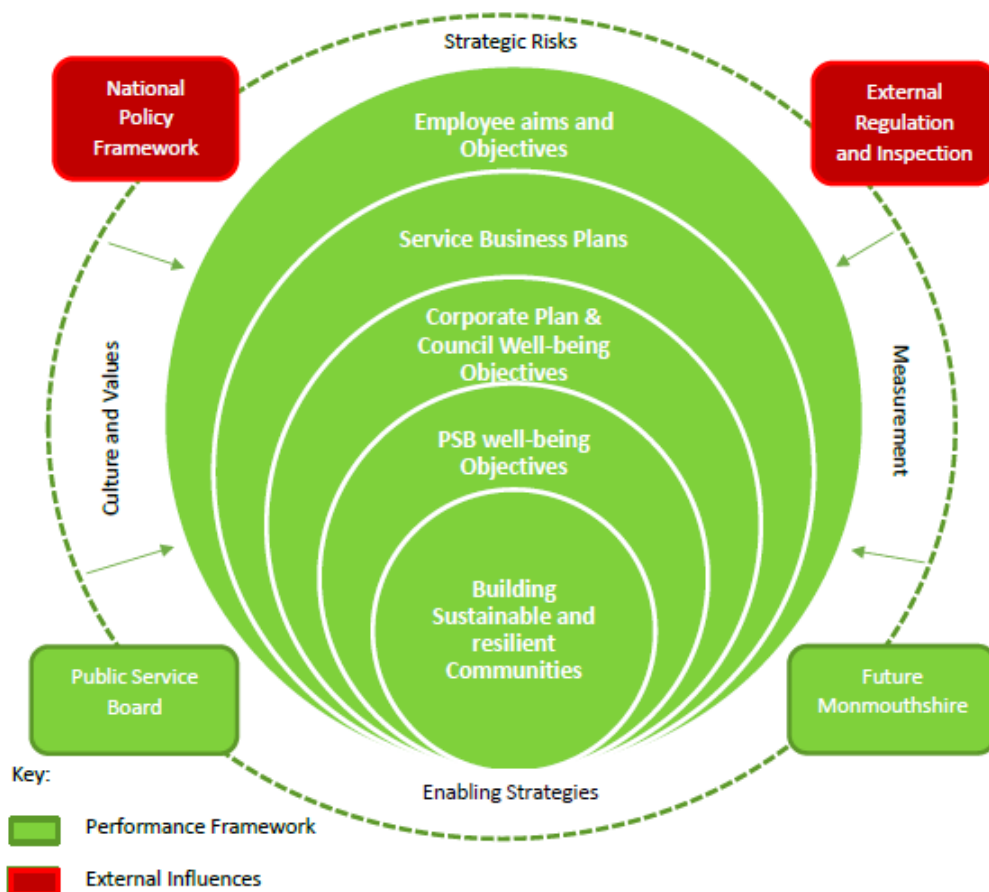 Strategic Risks
National
Policy
Framework
External
Regulation
and Inspection
Employee aims and
Objectives
Service Business Plans
Corporate Plan &
Council Well-being
Objectives
Culture and Values
Measurement
PSB well-being
Objectives
Building
Sustainable and
resilient
Communities
Public Service
Board
Future
Monmouthshire
Enabling Strategies
Key:
Performance Framework
External Influences